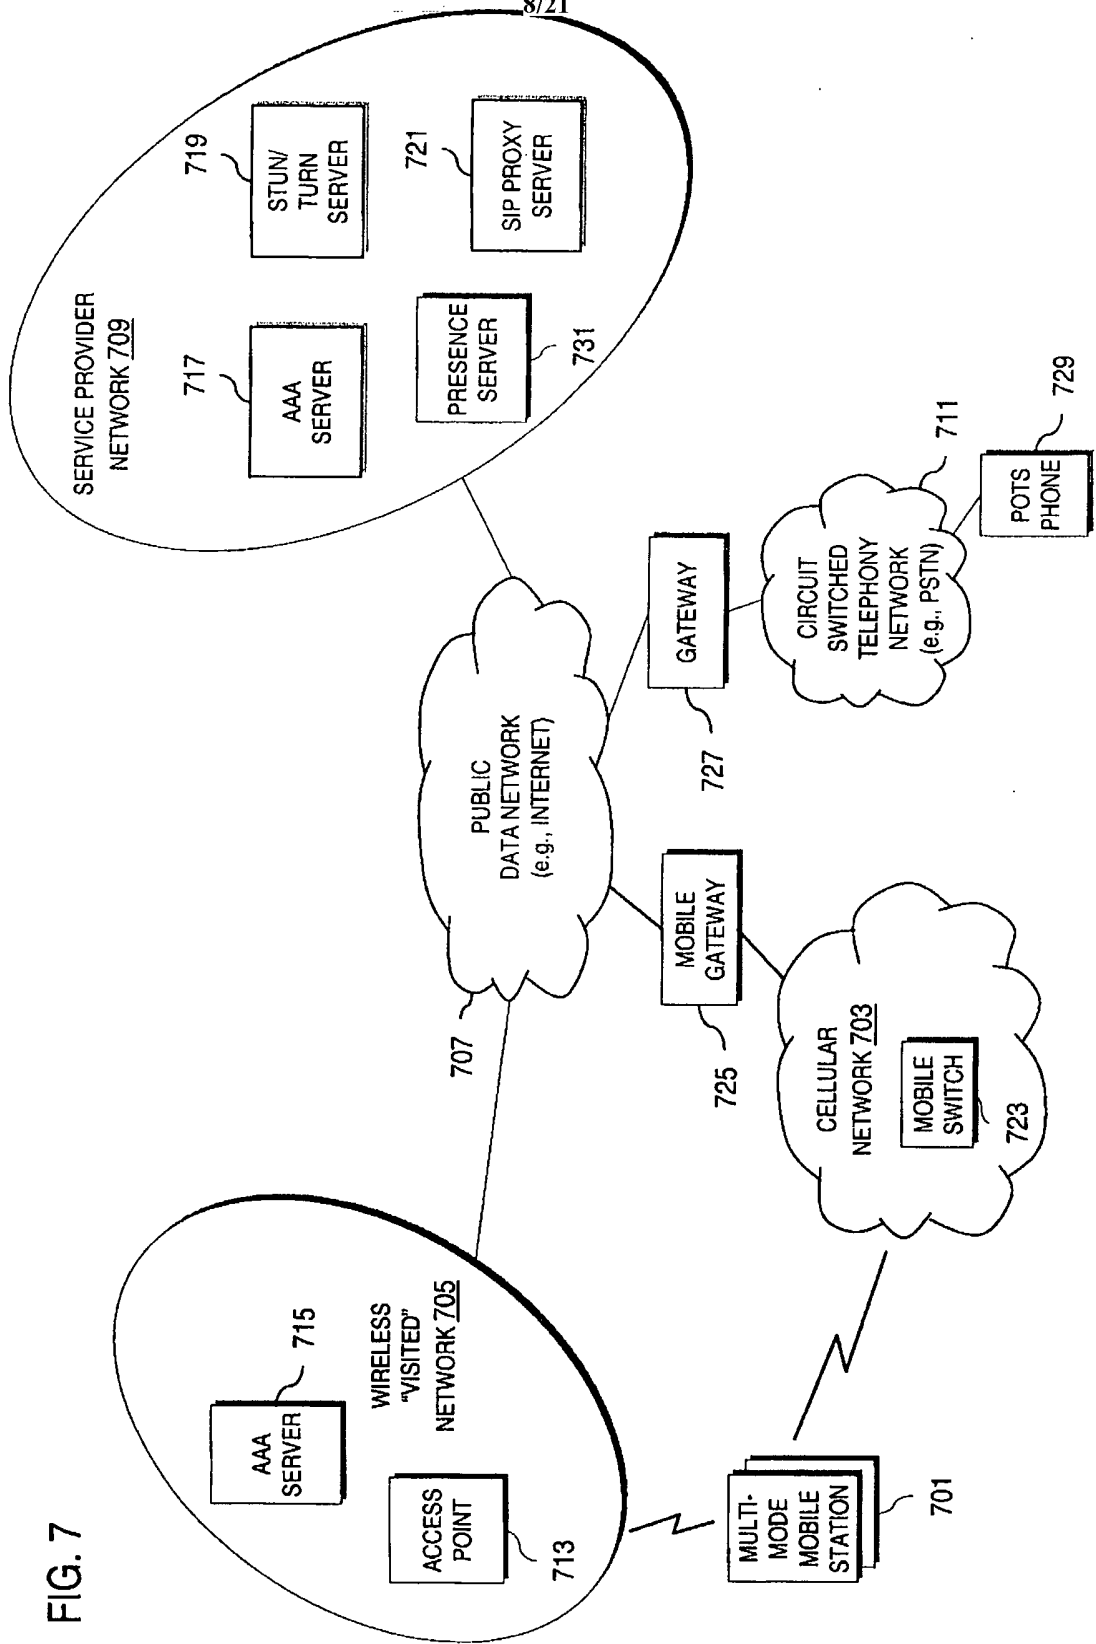 8/21
FIG. 7
SERVICE PROVIDER
NETWORK 709
717
AAA
SERVER
719
STUN/
TURN
SERVER
PRESENCE
SERVER
731
721
SIP PROXY
SERVER
AAA
SERVER
715
WIRELESS
"VISITED"
NETWORK 705
ACCESS
POINT
713
707
PUBLIC
DATA NETWORK
(e.g., INTERNET)
725
MOBILE
GATEWAY
727
GATEWAY
MULTI-
MODE
MOBILE
STATION
701
CELLULAR
NETWORK 703
MOBILE
SWITCH
723
CIRCUIT
SWITCHED
TELEPHONY
NETWORK
(e.g., PSTN)
711
POTS
PHONE
729